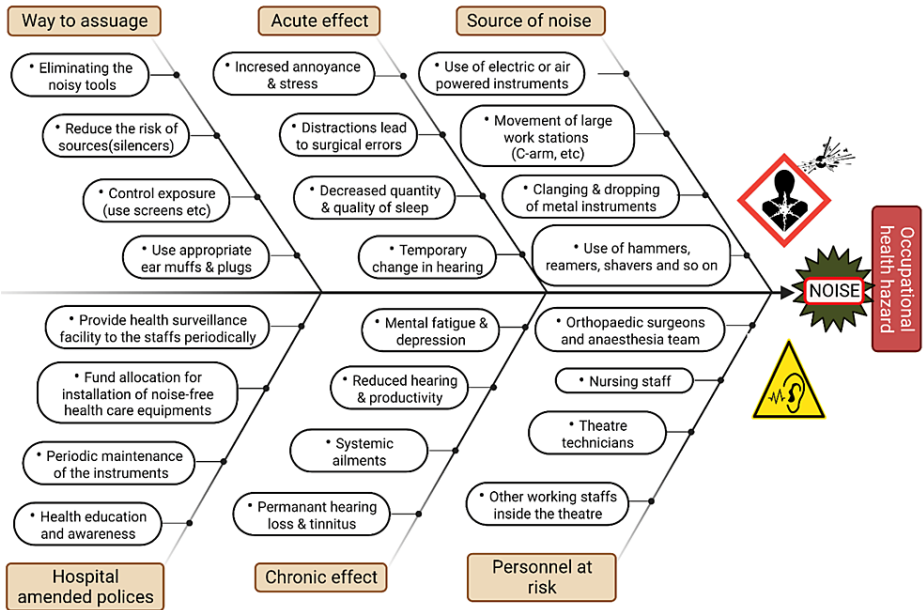 Way to assuage
• Eliminating the
noisy tools
• Reduce the risk of
sources(silencers)
• Control exposure
(use screens etc)
• Use appropriate
ear muffs & plugs
Acute effect
• Incresed annoyance
& stress
• Distractions lead
to surgical errors
• Decreased quantity
& quality of sleep
• Temporary
change in hearing
Source of noise
• Use of electric or air
powered instruments
• Movement of large
work stations
(C-arm, etc)
• Clanging & dropping
of metal instruments
• Use of hammers,
reamers, shavers and so on
NOISE
Occupational
health hazard
• Provide health surveillance
facility to the staffs periodically
• Fund allocation for
installation of noise-free
health care equipments
• Periodic maintenance
of the instruments
• Health education
and awareness
Hospital
amended polices
• Mental fatigue &
depression
• Reduced hearing
& productivity
• Systemic
ailments
• Permanant hearing
loss & tinnitus
Chronic effect
• Orthopaedic surgeons
and anaesthesia team
• Nursing staff
• Theatre
technicians
• Other working staffs
inside the theatre
Personnel at
risk